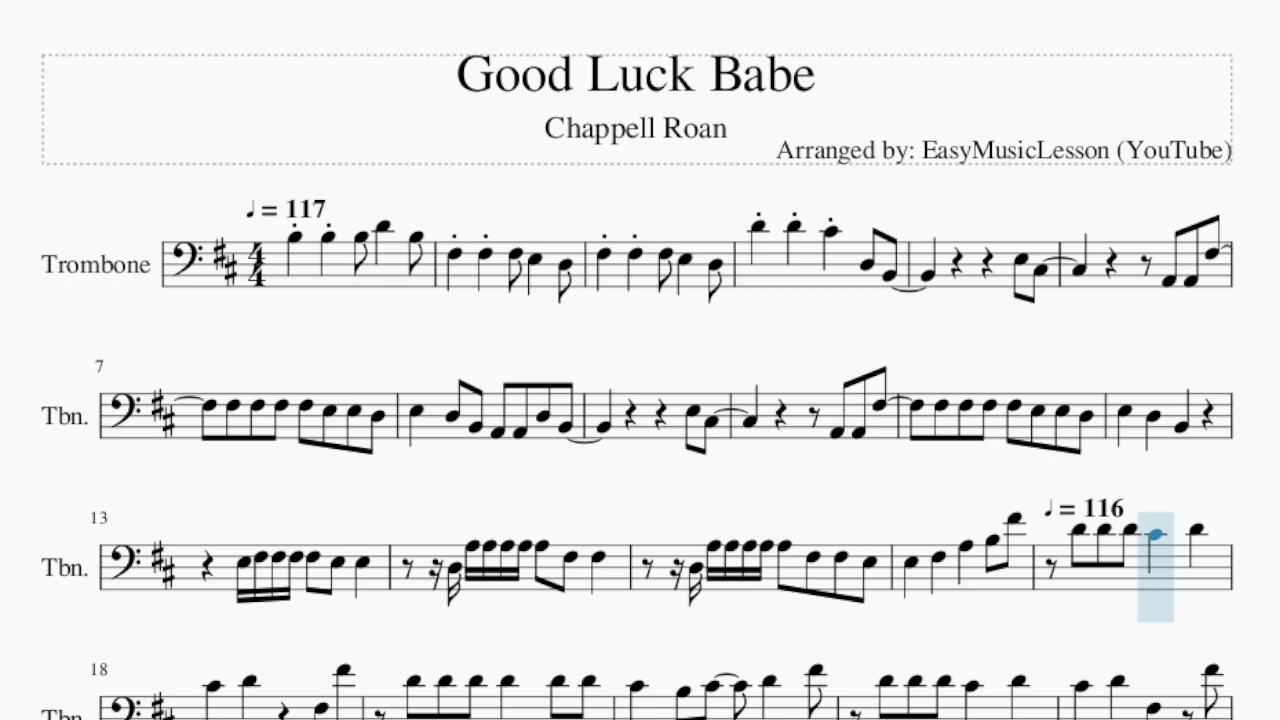 Good Luck Babe
Chappell Roan
Arranged by: EasyMusicLesson (YouTube)
♩ = 117
Trombone
4
4
7
Tbn.
13
♩ = 116
Tbn.
18
Tbn.